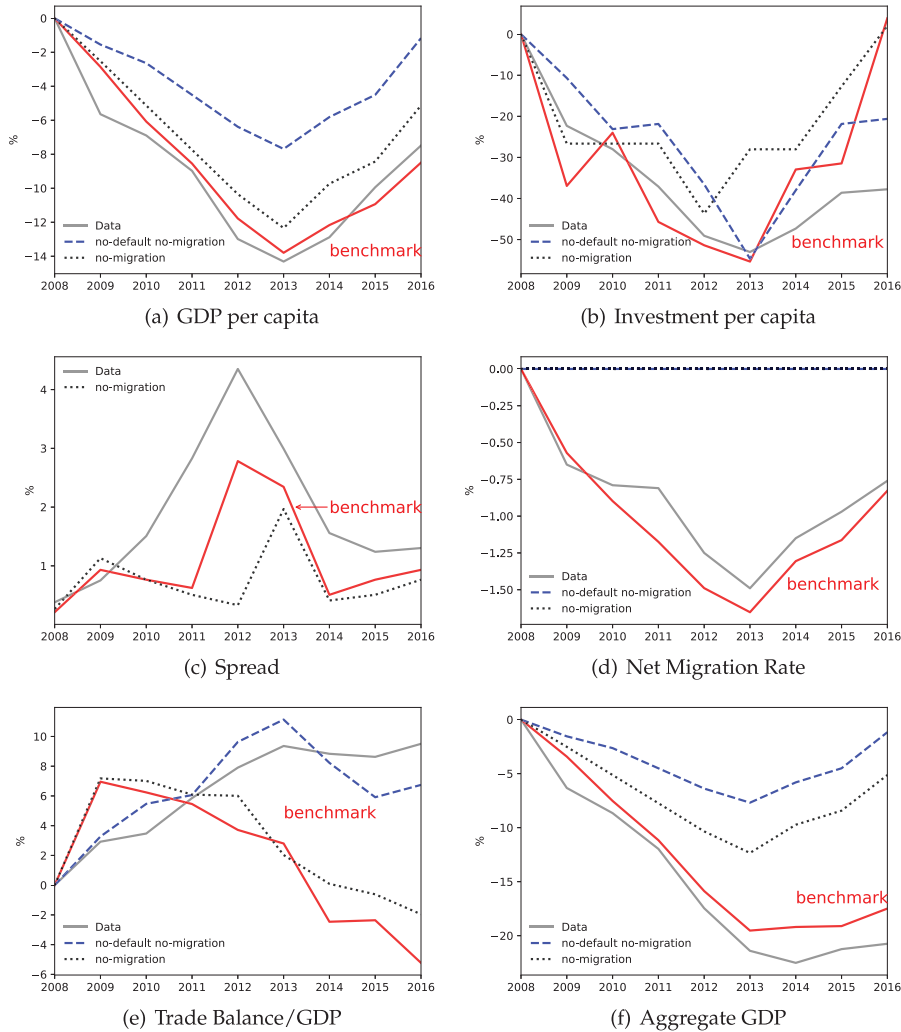 0
−2
−4
−6
−8
−10
−12
−14
%
Data
no-default no-migration
no-migration
benchmark
2008 2009 2010 2011 2012 2013 2014 2015 2016
(a) GDP per capita
0
−10
−20
−30
−40
−50
%
Data
no-default no-migration
no-migration
benchmark
2008 2009 2010 2011 2012 2013 2014 2015 2016
(b) Investment per capita
4
3
2
1
%
Data
no-migration
benchmark
2008 2009 2010 2011 2012 2013 2014 2015 2016
(c) Spread
0.00
−0.25
−0.50
−0.75
−1.00
−1.25
−1.50
%
Data
no-default no-migration
no-migration
benchmark
2008 2009 2010 2011 2012 2013 2014 2015 2016
(d) Net Migration Rate
10
8
6
4
2
0
−2
−4
−6
%
benchmark
Data
no-default no-migration
no-migration
2008 2009 2010 2011 2012 2013 2014 2015 2016
(e) Trade Balance/GDP
0
−5
−10
−15
−20
%
benchmark
Data
no-default no-migration
no-migration
2008 2009 2010 2011 2012 2013 2014 2015 2016
(f) Aggregate GDP